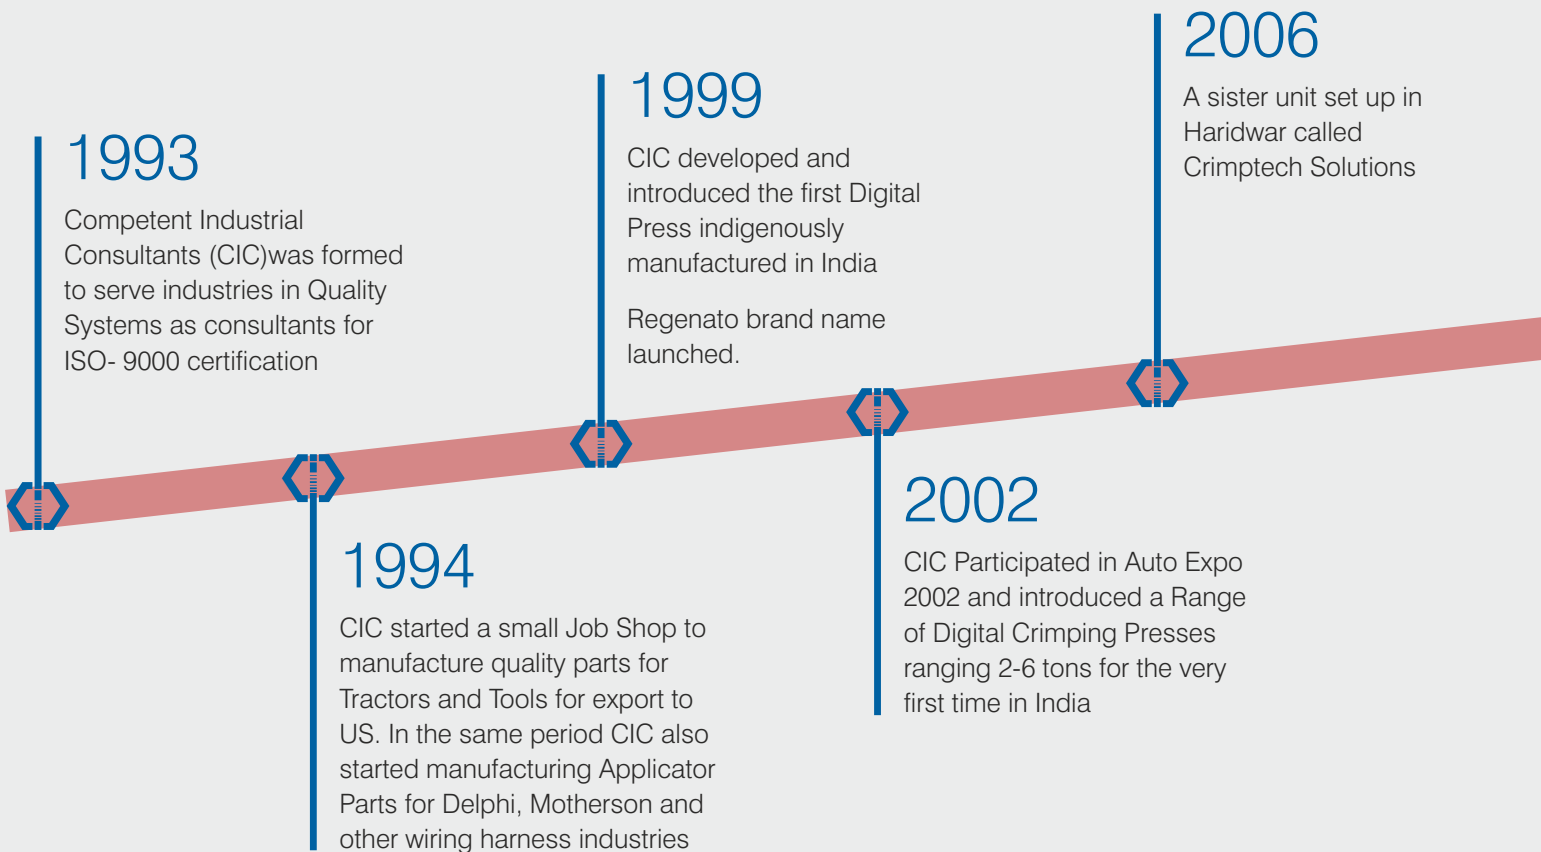 1993
Competent Industrial
Consultants (CIC)was formed
to serve industries in Quality
Systems as consultants for
ISO- 9000 certification
1994
CIC started a small Job Shop to
manufacture quality parts for
Tractors and Tools for export to
US. In the same period CIC also
started manufacturing Applicator
Parts for Delphi, Motherson and
other wiring harness industries
1999
CIC developed and
introduced the first Digital
Press indigenously
manufactured in India
Regenato brand name
launched.
2002
CIC Participated in Auto Expo
2002 and introduced a Range
of Digital Crimping Presses
ranging 2-6 tons for the very
first time in India
2006
A sister unit set up in
Haridwar called
Crimptech Solutions